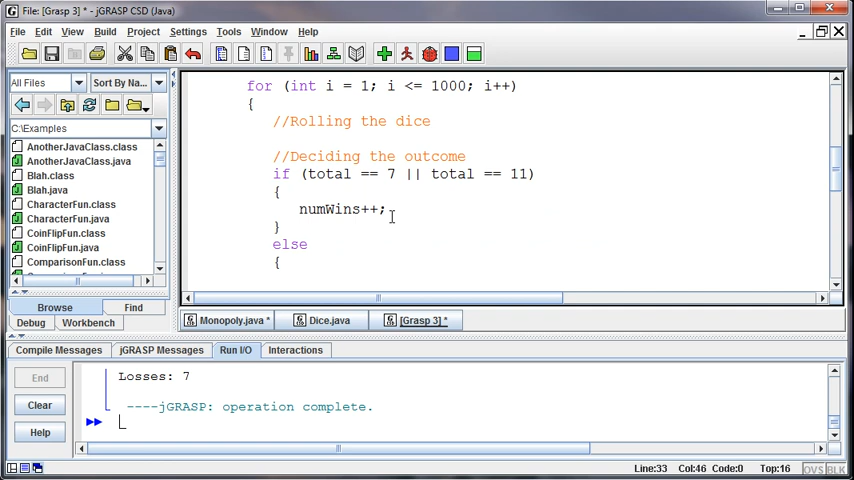 File: [Grasp 3] * - jGRASP CSD (Java)
File Edit View Build Project Settings Tools Window Help
All Files Sort By Na...
C:\Examples
AnotherJavaClass.class
AnotherJavaClass.java
Blah.class
Blah.java
CharacterFun.class
CharacterFun.java
CoinFlipFun.class
CoinFlipFun.java
ComparisonFun.class
Browse Find
Debug Workbench
for (int i = 1; i <= 1000; i++)
{
//Rolling the dice
//Deciding the outcome
if (total == 7 || total == 11)
{
numWins++;
}
else
{
Monopoly.java * Dice.java [Grasp 3] *
Compile Messages jGRASP Messages Run I/O Interactions
End
Clear
Help
Losses: 7
----jGRASP: operation complete.
Line:33 Col:46 Code:0 Top:16 OVS BLK